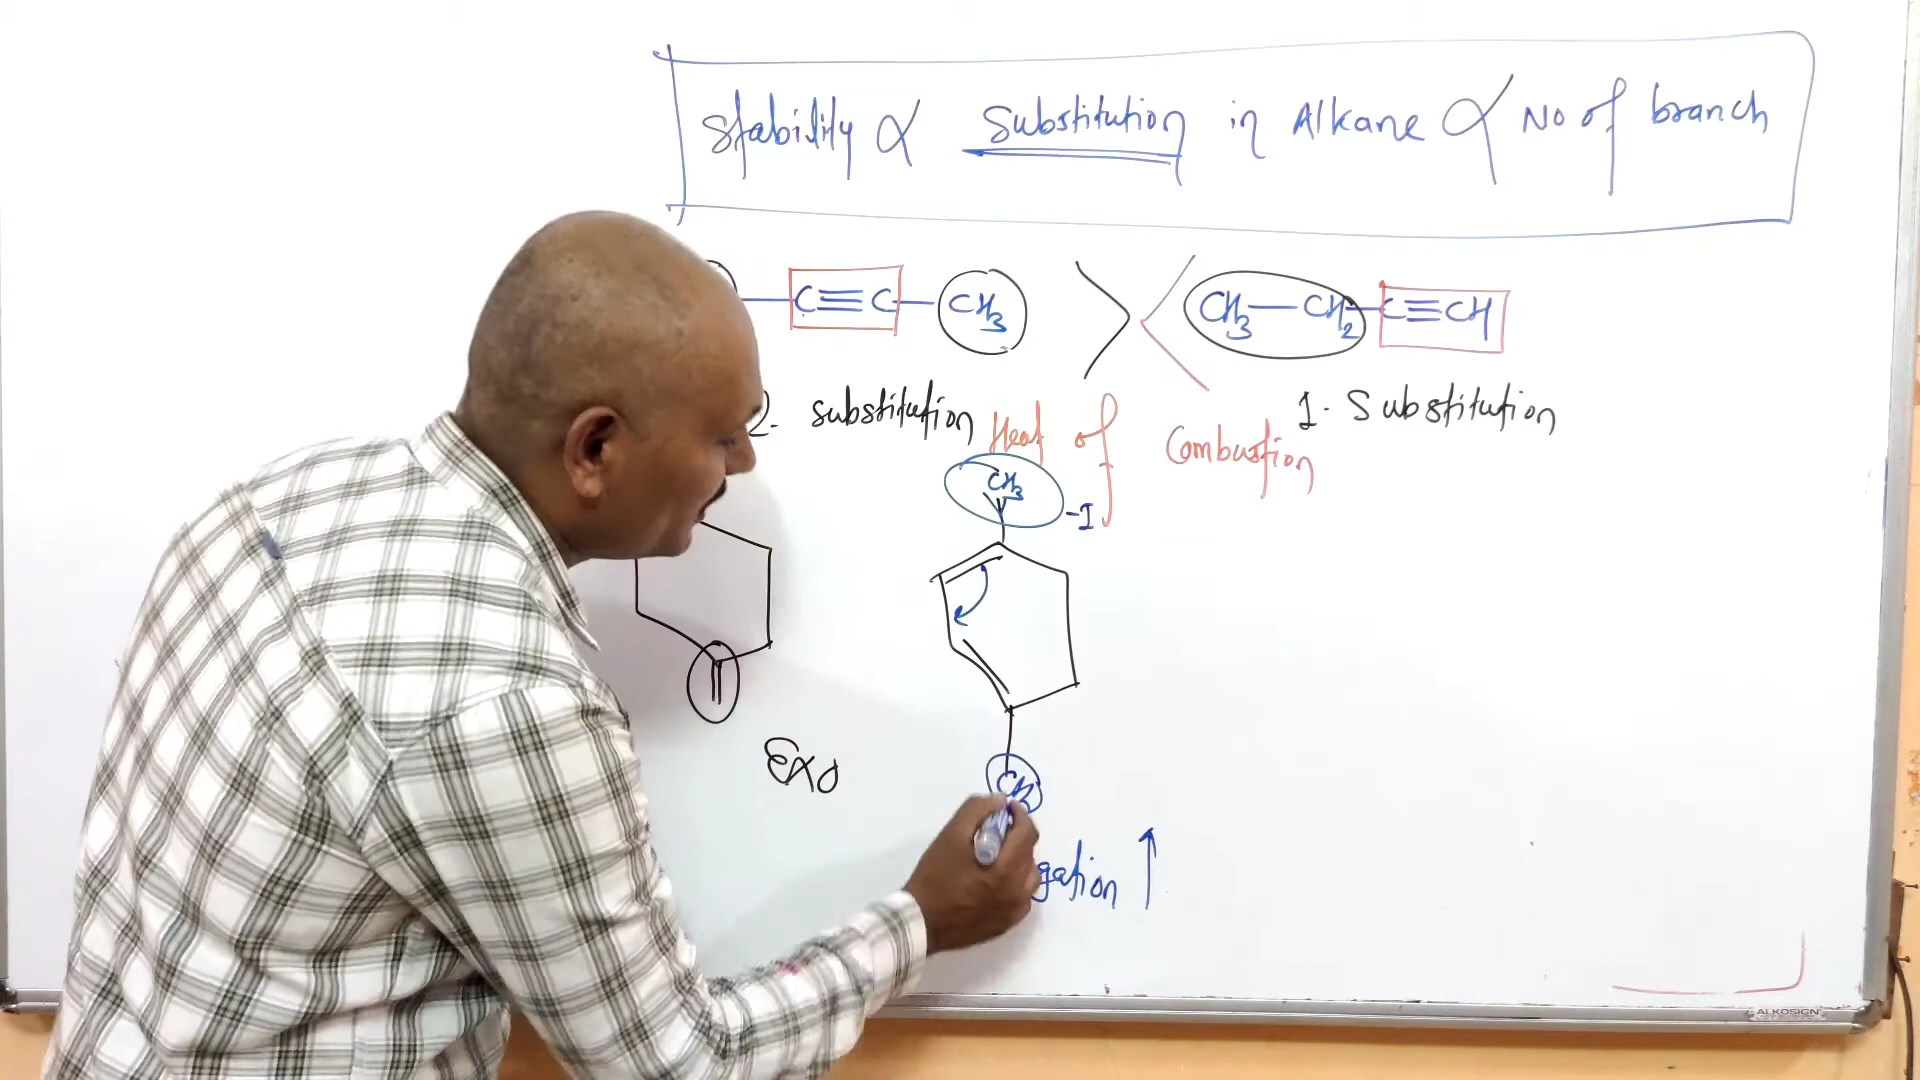 Stability ∝ Substitution in Alkane ∝ No of branch
C≡C-CH3 > < CH3-CH2-C≡CH
2. substitution
1. Substitution
Heat of Combustion
CH3
-I
Exo
CH3
gation ↑
ALKOSIGN